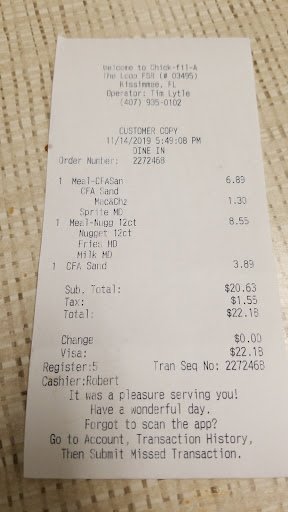 Welcome to Chick-fil-A
The Loop FSU (# 03495)
Kissimmee, FL
Operator: Tim Lytle
(407) 935-0102
CUSTOMER COPY
11/14/2019 5:49:08 PM
DINE IN
Order Number: 2272468
1 Meal-CFASan 6.89
CFA Sand
Mac&Chz 1.30
Sprite MD
1 Meal-Nugg 12ct 8.55
Nugget 12ct
Fries MD
Milk MD
1 CFA Sand 3.89
Sub. Total: $20.63
Tax: $1.55
Total: $22.18
Change $0.00
Visa: $22.18
Register:5 Tran Seq No: 2272468
Cashier:Robert
It was a pleasure serving you!
Have a wonderful day.
Forgot to scan the app?
Go to Account, Transaction History,
Then Submit Missed Transaction.